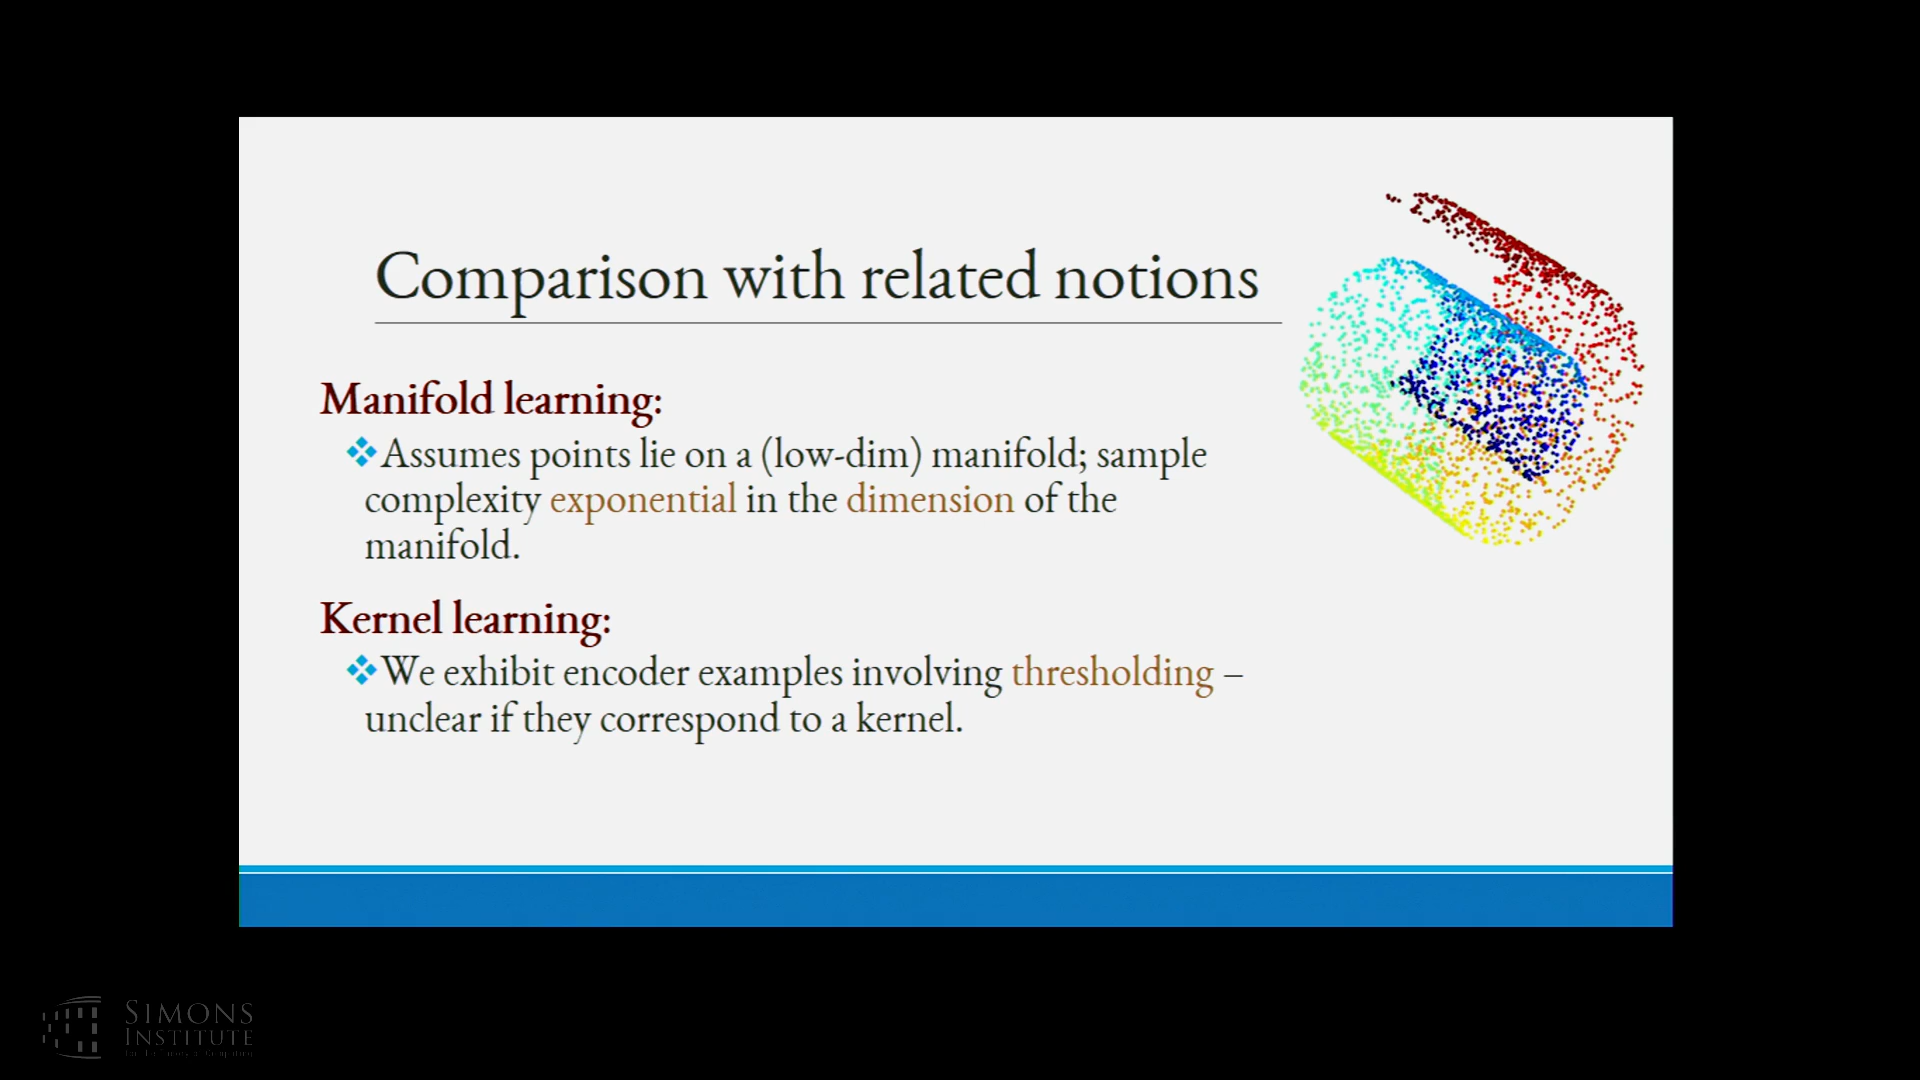 Comparison with related notions
Manifold learning:
Assumes points lie on a (low-dim) manifold; sample
complexity exponential in the dimension of the
manifold.
Kernel learning:
We exhibit encoder examples involving thresholding –
unclear if they correspond to a kernel.
SIMONS
INSTITUTE